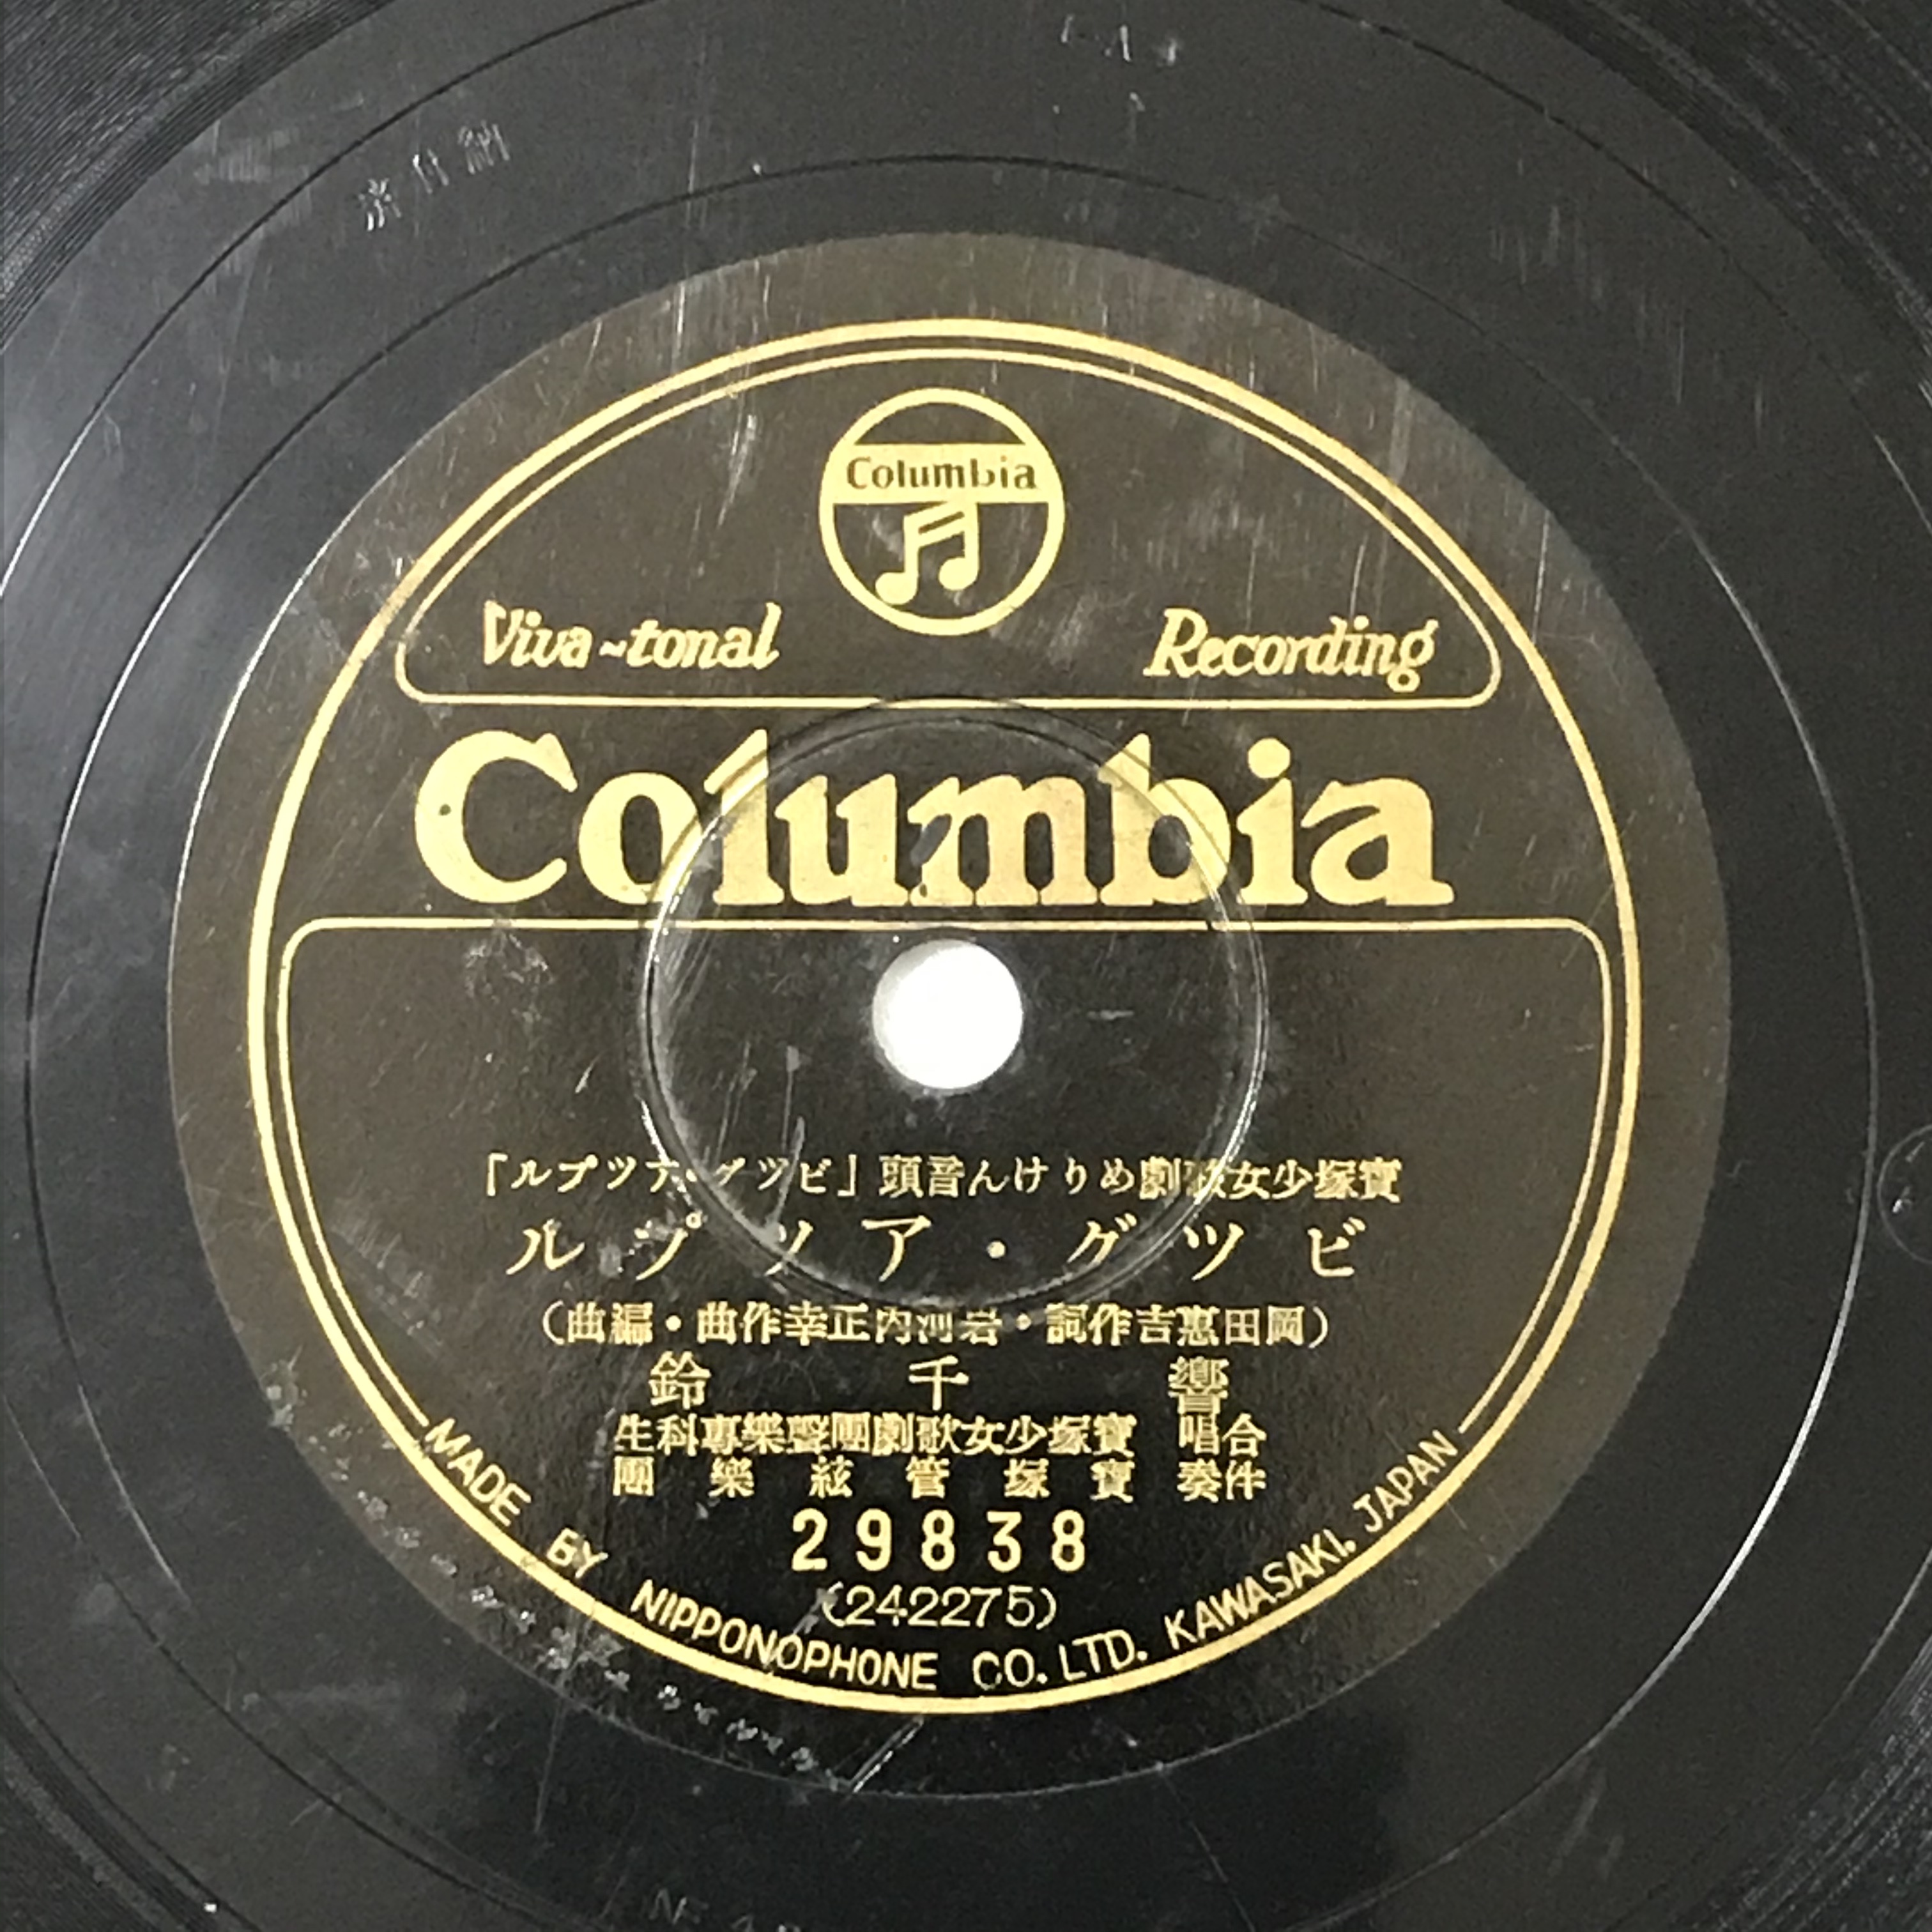 Columbia
Viva-tonal Recording
Columbia
寶塚少女歌劇めりけん音頭「ビツグ・アツプル」
ビツグ・アツプル
(岡田惠吉作詞・岩河内正幸作曲・編曲)
響千鈴
合唱 寶塚少女歌劇團聲樂專科生
伴奏 寶塚管絃樂團
29838
(242275)
MADE BY NIPPONOPHONE CO. LTD. KAWASAKI. JAPAN